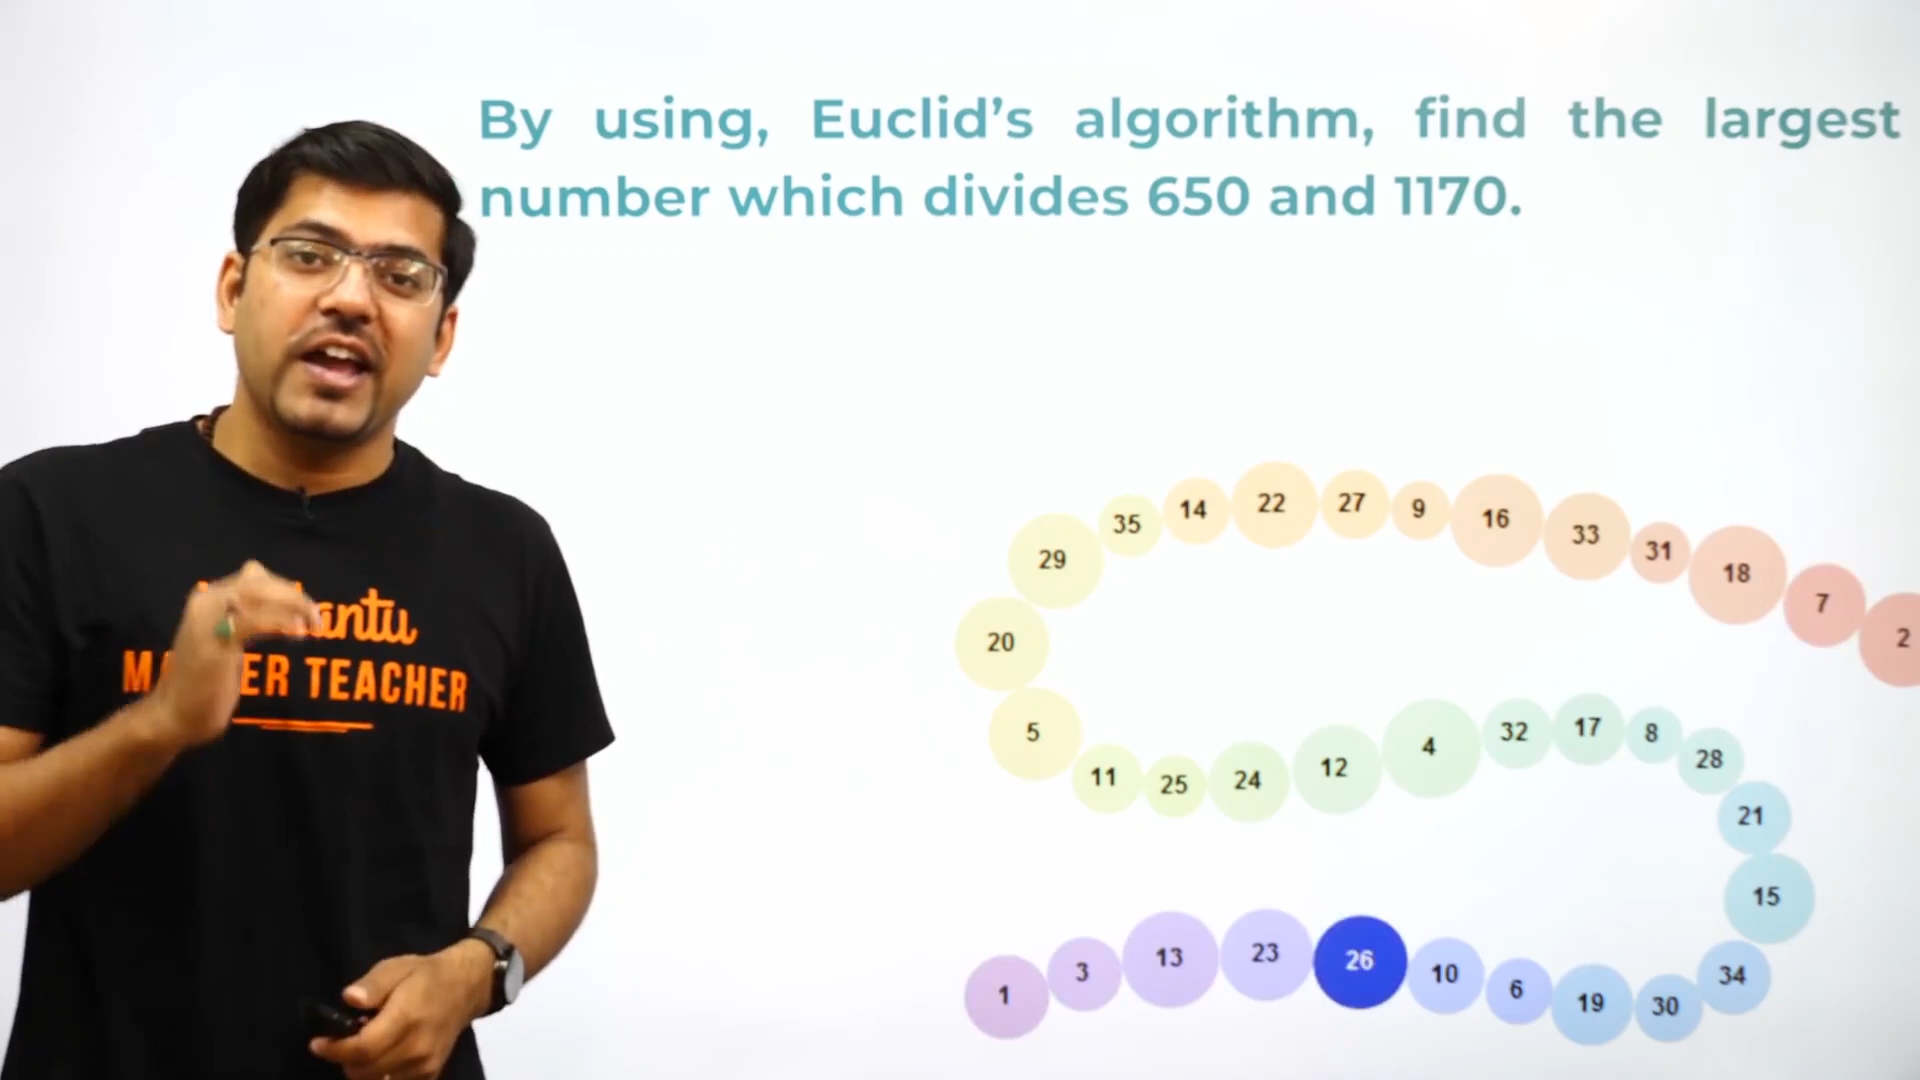 By using, Euclid’s algorithm, find the largest
number which divides 650 and 1170.
TEACHER
35 14 22 27 9 16 33 31 18 7 2
29
20
5
11 25 24 12 4 32 17 8 28
21
15
1 3 13 23 26 10 6 19 30 34